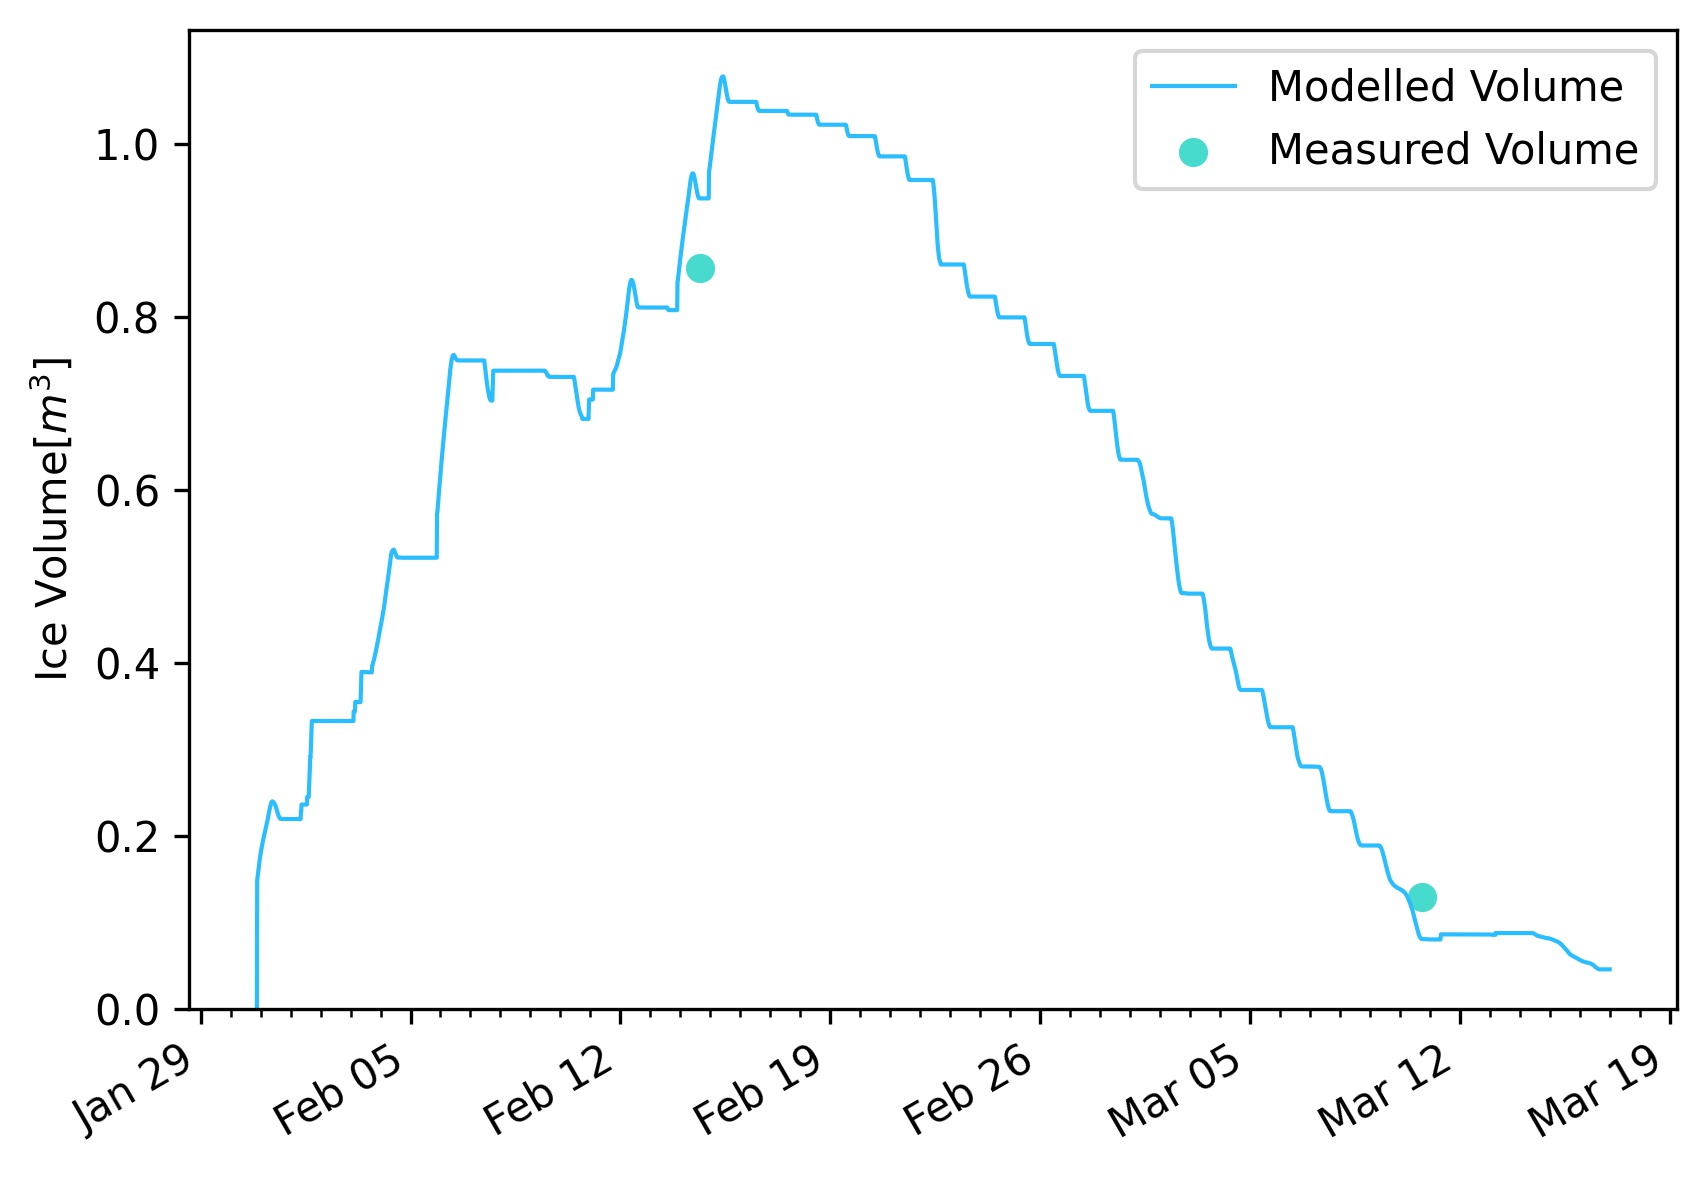 Modelled Volume
Measured Volume
Ice Volume[m³]
1.0
0.8
0.6
0.4
0.2
0.0
Jan 29
Feb 05
Feb 12
Feb 19
Feb 26
Mar 05
Mar 12
Mar 19